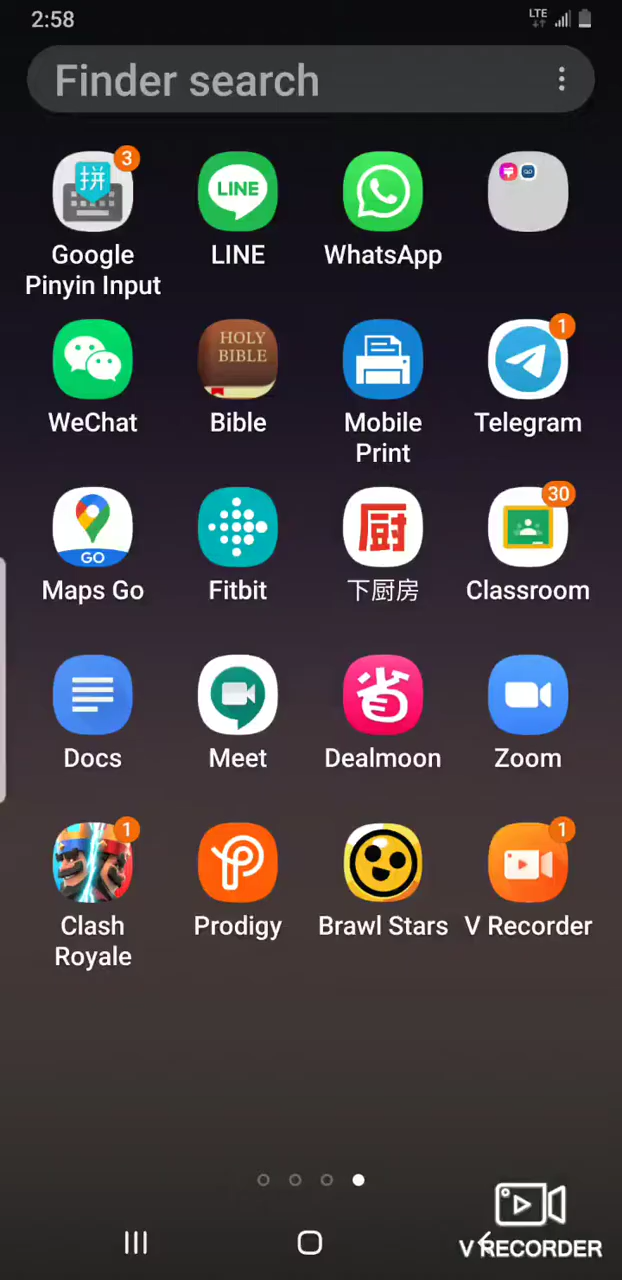 2:58
LTE
Finder search
拼
3
LINE
Google
Pinyin Input
LINE
WhatsApp
HOLY
BIBLE
1
WeChat
Bible
Mobile
Print
Telegram
GO
厨
30
Maps Go
Fitbit
下厨房
Classroom
省
Docs
Meet
Dealmoon
Zoom
1
1
Clash
Royale
Prodigy
Brawl Stars
V Recorder
V RECORDER